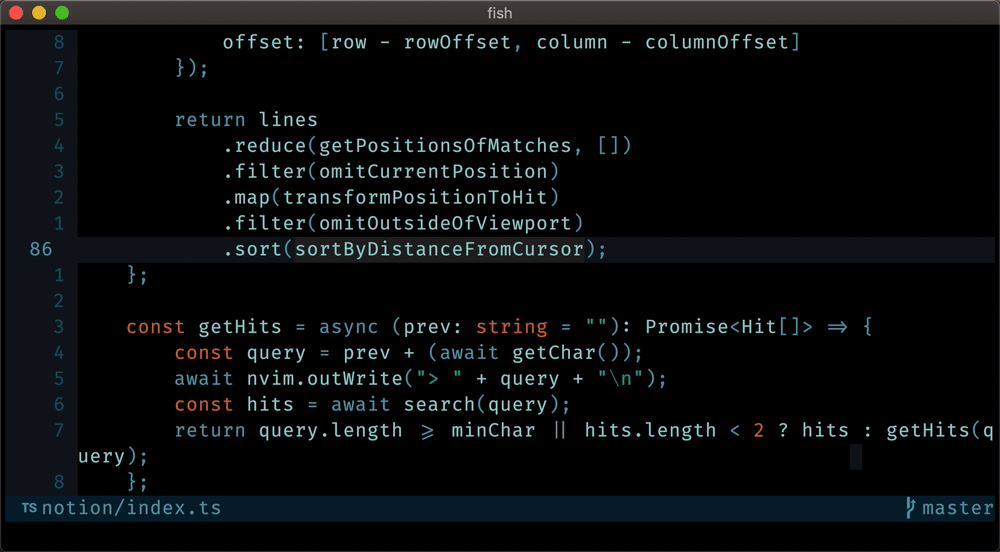 fish
8 offset: [row - rowOffset, column - columnOffset]
7 });
6
5 return lines
4 .reduce(getPositionsOfMatches, [])
3 .filter(omitCurrentPosition)
2 .map(transformPositionToHit)
1 .filter(omitOutsideOfViewport)
86 .sort(sortByDistanceFromCursor);
1 };
2
3 const getHits = async (prev: string = ""): Promise<Hit[]> => {
4 const query = prev + (await getChar());
5 await nvim.outWrite("> " + query + "\n");
6 const hits = await search(query);
7 return query.length >= minChar || hits.length < 2 ? hits : getHits(q
uery);
8 };
TS notion/index.ts master